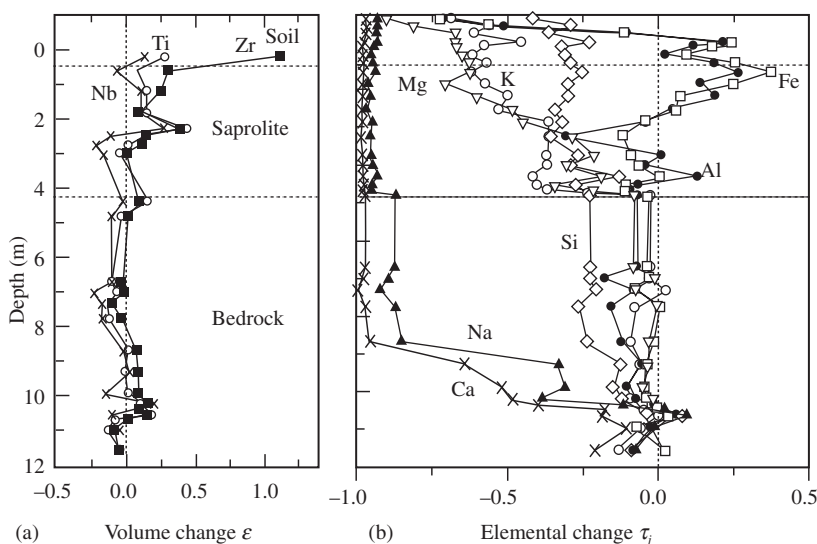 Soil
Ti
Zr
Nb
Saprolite
Bedrock
0
2
4
6
8
10
12
Depth (m)
−0.5
0.0
0.5
1.0
(a)
Volume change ε
Mg
K
Fe
Al
Si
Na
Ca
−1.0
−0.5
0.0
0.5
(b)
Elemental change τi